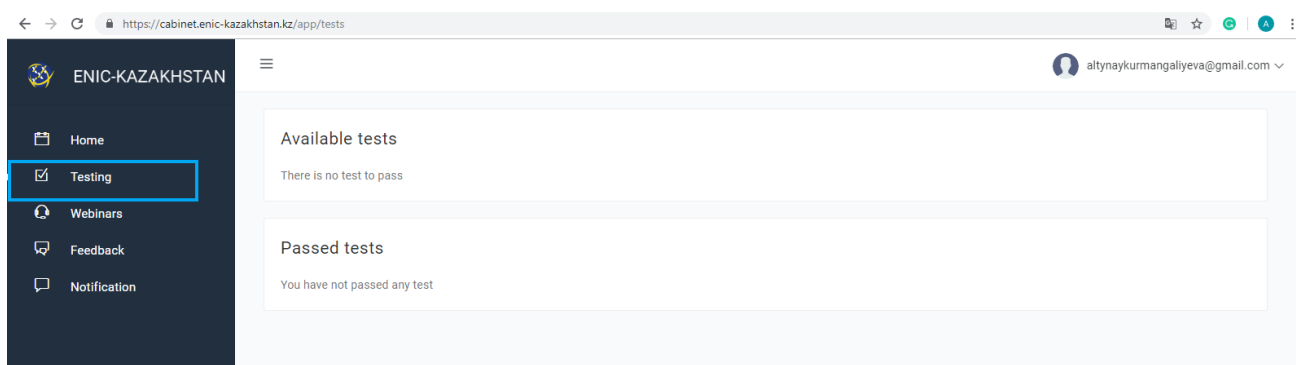 https://cabinet.enic-kazakhstan.kz/app/tests
A
ENIC-KAZAKHSTAN
altynaykurmangaliyeva@gmail.com
Home
Testing
Webinars
Feedback
Notification
Available tests
There is no test to pass
Passed tests
You have not passed any test